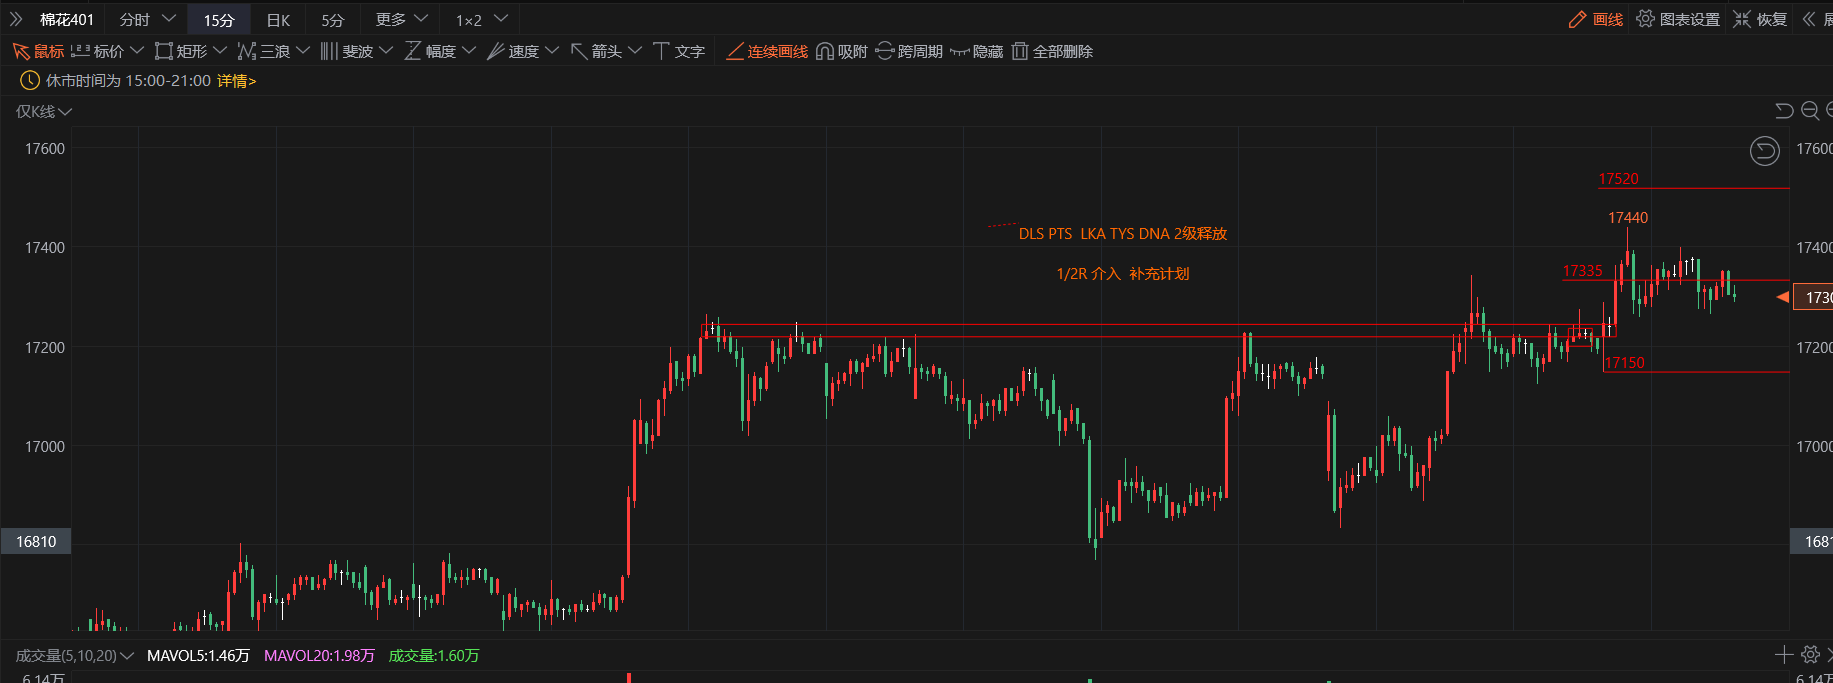 棉花401 分时 15分 日K 5分 更多 1×2 画线 图表设置 恢复
鼠标 123 标价 矩形 三浪 斐波 幅度 速度 箭头 文字 连续画线 吸附 跨周期 隐藏 全部删除
休市时间为 15:00-21:00 详情>
仅K线
17600 17600
17520
17440
DLS PTS LKA TYS DNA 2级释放
17400 17400
17335
1/2R 介入 补充计划
1730
17200 17200
17150
17000 17000
16810 1681
成交量(5,10,20) MAVOL5:1.46万 MAVOL20:1.98万 成交量:1.60万
6.14万 6.14万